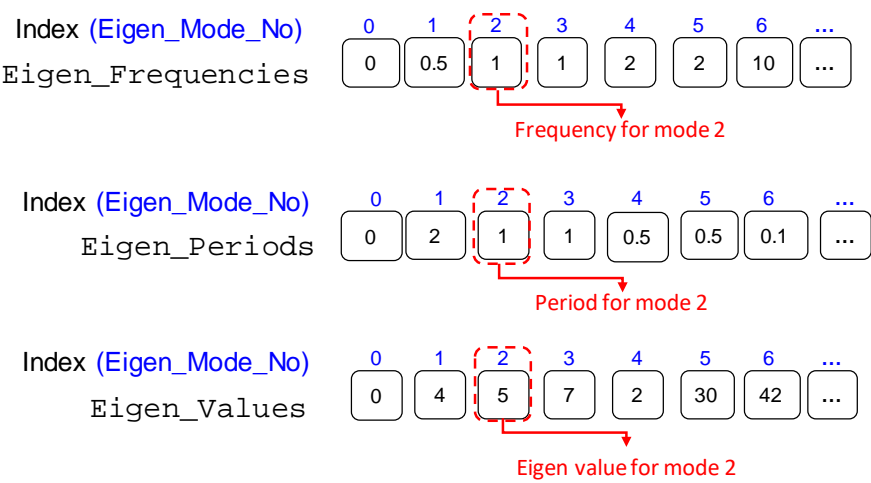 Index (Eigen_Mode_No) 0 1 2 3 4 5 6 ...
Eigen_Frequencies 0 0.5 1 1 2 2 10 ...
Frequency for mode 2
Index (Eigen_Mode_No) 0 1 2 3 4 5 6 ...
Eigen_Periods 0 2 1 1 0.5 0.5 0.1 ...
Period for mode 2
Index (Eigen_Mode_No) 0 1 2 3 4 5 6 ...
Eigen_Values 0 4 5 7 2 30 42 ...
Eigen value for mode 2